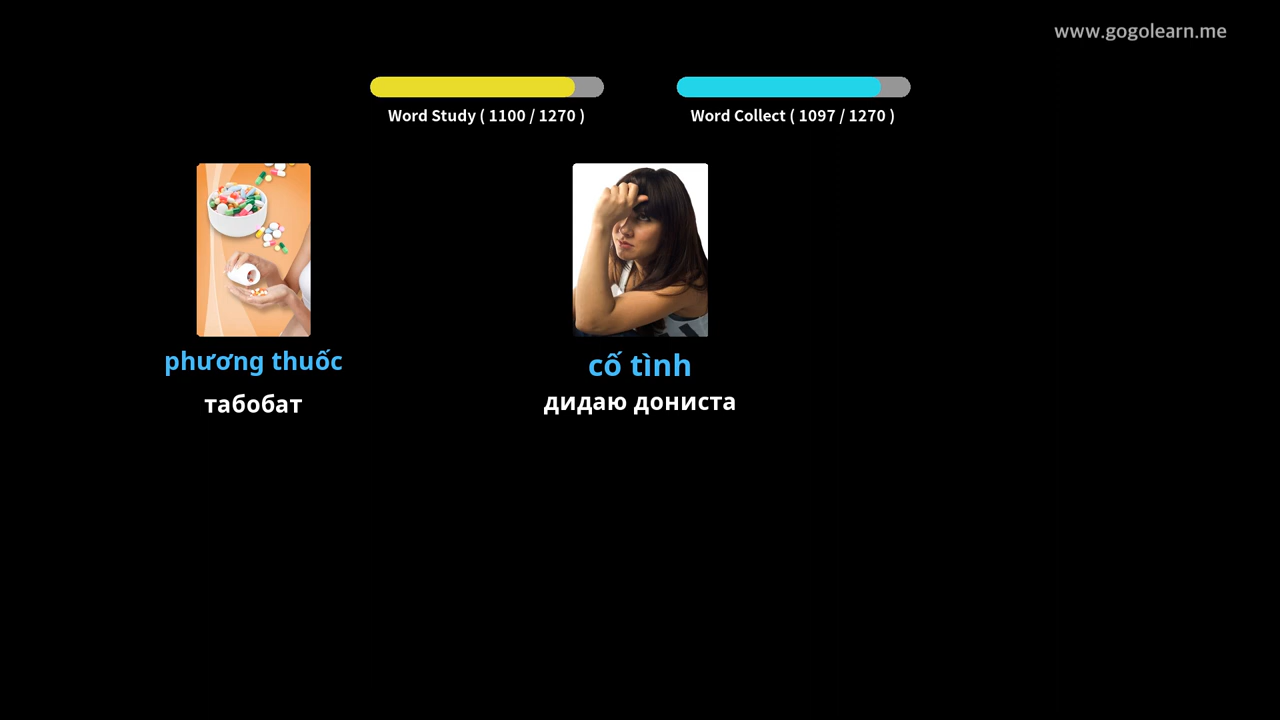 www.gogolearn.me
Word Study ( 1100 / 1270 )
Word Collect ( 1097 / 1270 )
phương thuốc
табобат
cố tình
дидаю дониста